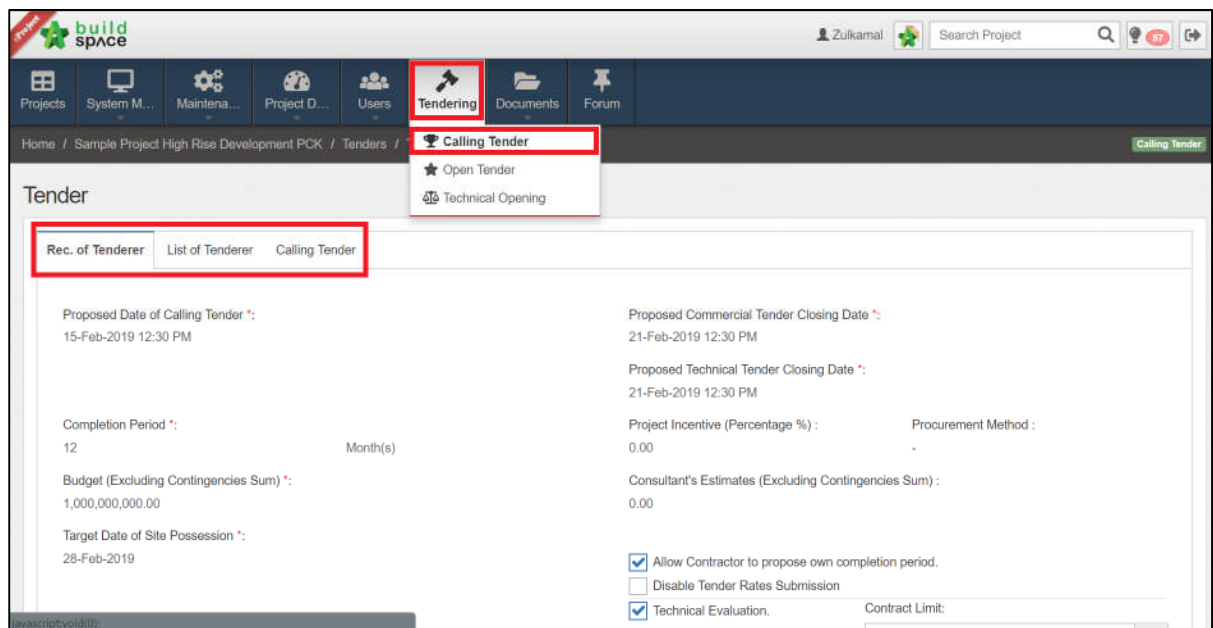 eProject
build
spʌce
Zulkamal
Search Project
67
Projects
System M...
Maintena...
Project D...
Users
Tendering
Documents
Forum
Home / Sample Project High Rise Development PCK / Tenders /
Calling Tender
Calling Tender
Open Tender
Technical Opening
Tender
Rec. of Tenderer
List of Tenderer
Calling Tender
Proposed Date of Calling Tender *:
15-Feb-2019 12:30 PM
Proposed Commercial Tender Closing Date *:
21-Feb-2019 12:30 PM
Proposed Technical Tender Closing Date *:
21-Feb-2019 12:30 PM
Completion Period *:
12 Month(s)
Project Incentive (Percentage %) :
0.00
Procurement Method :
-
Budget (Excluding Contingencies Sum) *:
1,000,000,000.00
Consultant's Estimates (Excluding Contingencies Sum) :
0.00
Target Date of Site Possession *:
28-Feb-2019
Allow Contractor to propose own completion period.
Disable Tender Rates Submission
Technical Evaluation.
Contract Limit:
javascript:void(0);